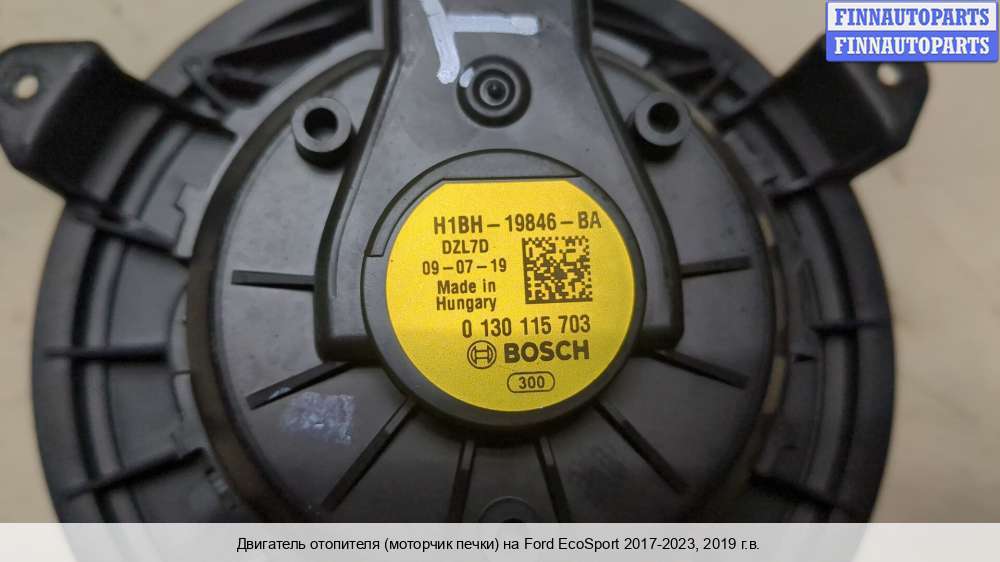 FINNAUTOPARTS
FINNAUTOPARTS
H1BH-19846-BA
DZL7D
09-07-19
Made in
Hungary
0 130 115 703
BOSCH
300
Двигатель отопителя (моторчик печки) на Ford EcoSport 2017-2023, 2019 г.в.